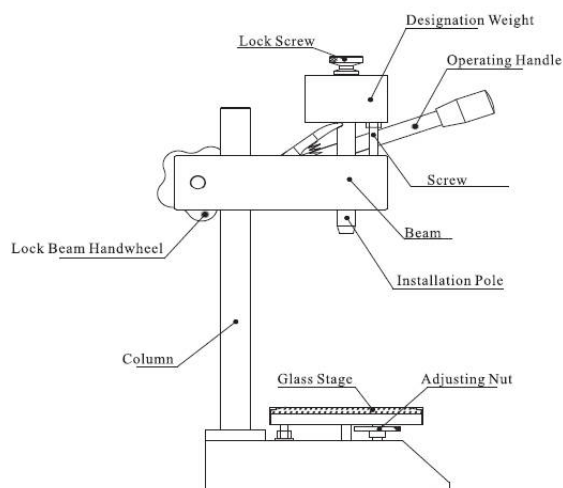 Designation Weight
Lock Screw
Operating Handle
Screw
Beam
Lock Beam Handwheel
Installation Pole
Column
Glass Stage
Adjusting Nut